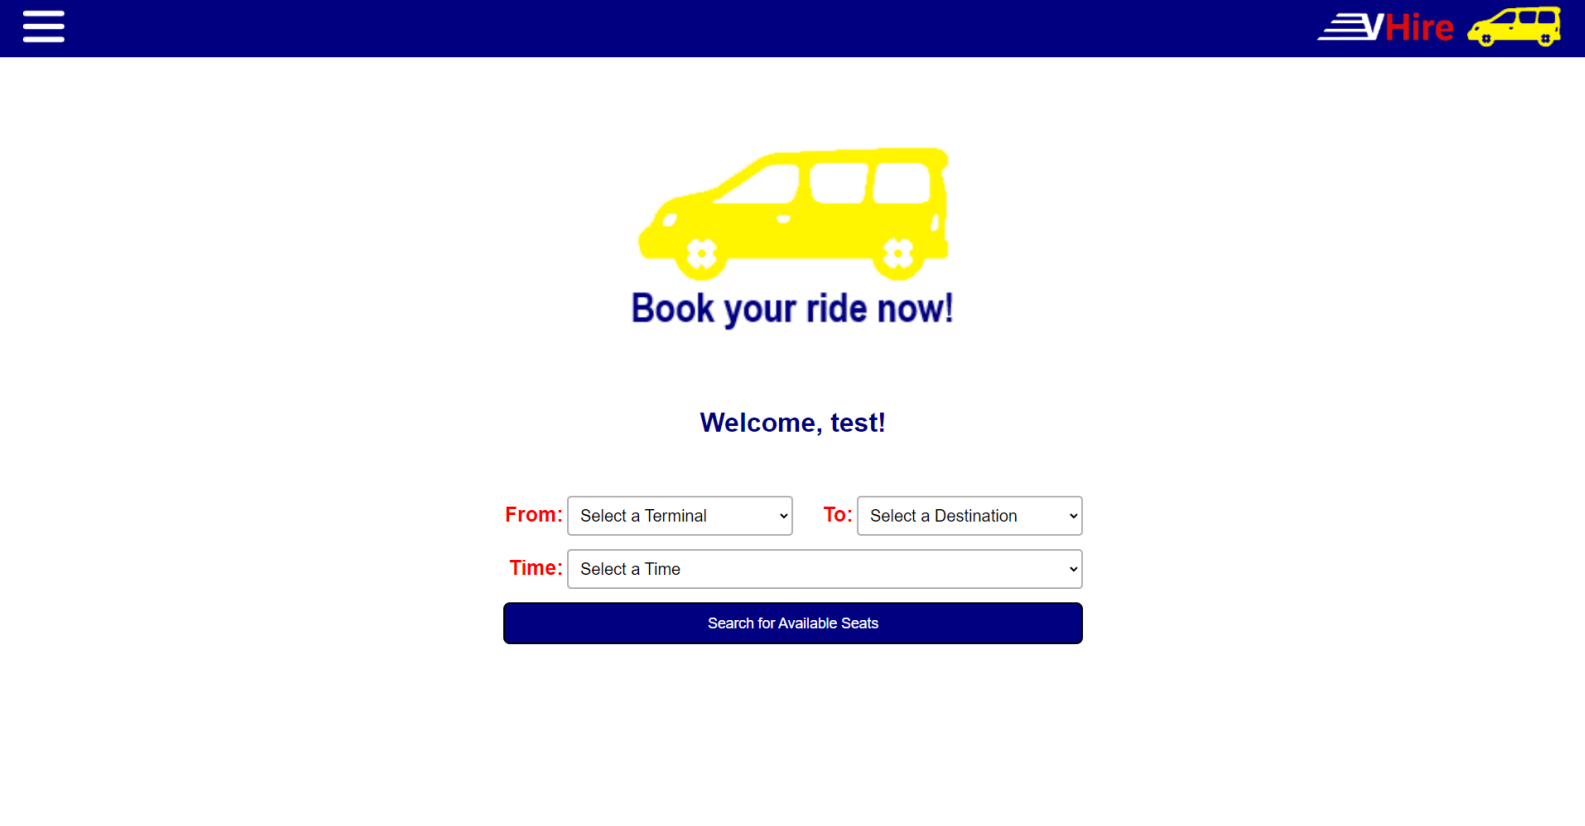 VHire
Book your ride now!
Welcome, test!
From: Select a Terminal To: Select a Destination
Time: Select a Time
Search for Available Seats